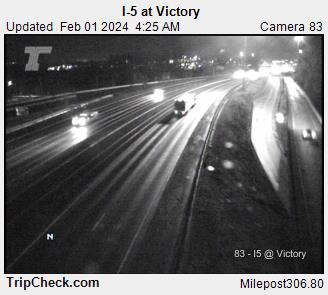 I-5 at Victory
Updated  Feb 01 2024  4:25 AM
Camera 83
T
N
83 - I5 @ Victory
TripCheck.com
Milepost306.80